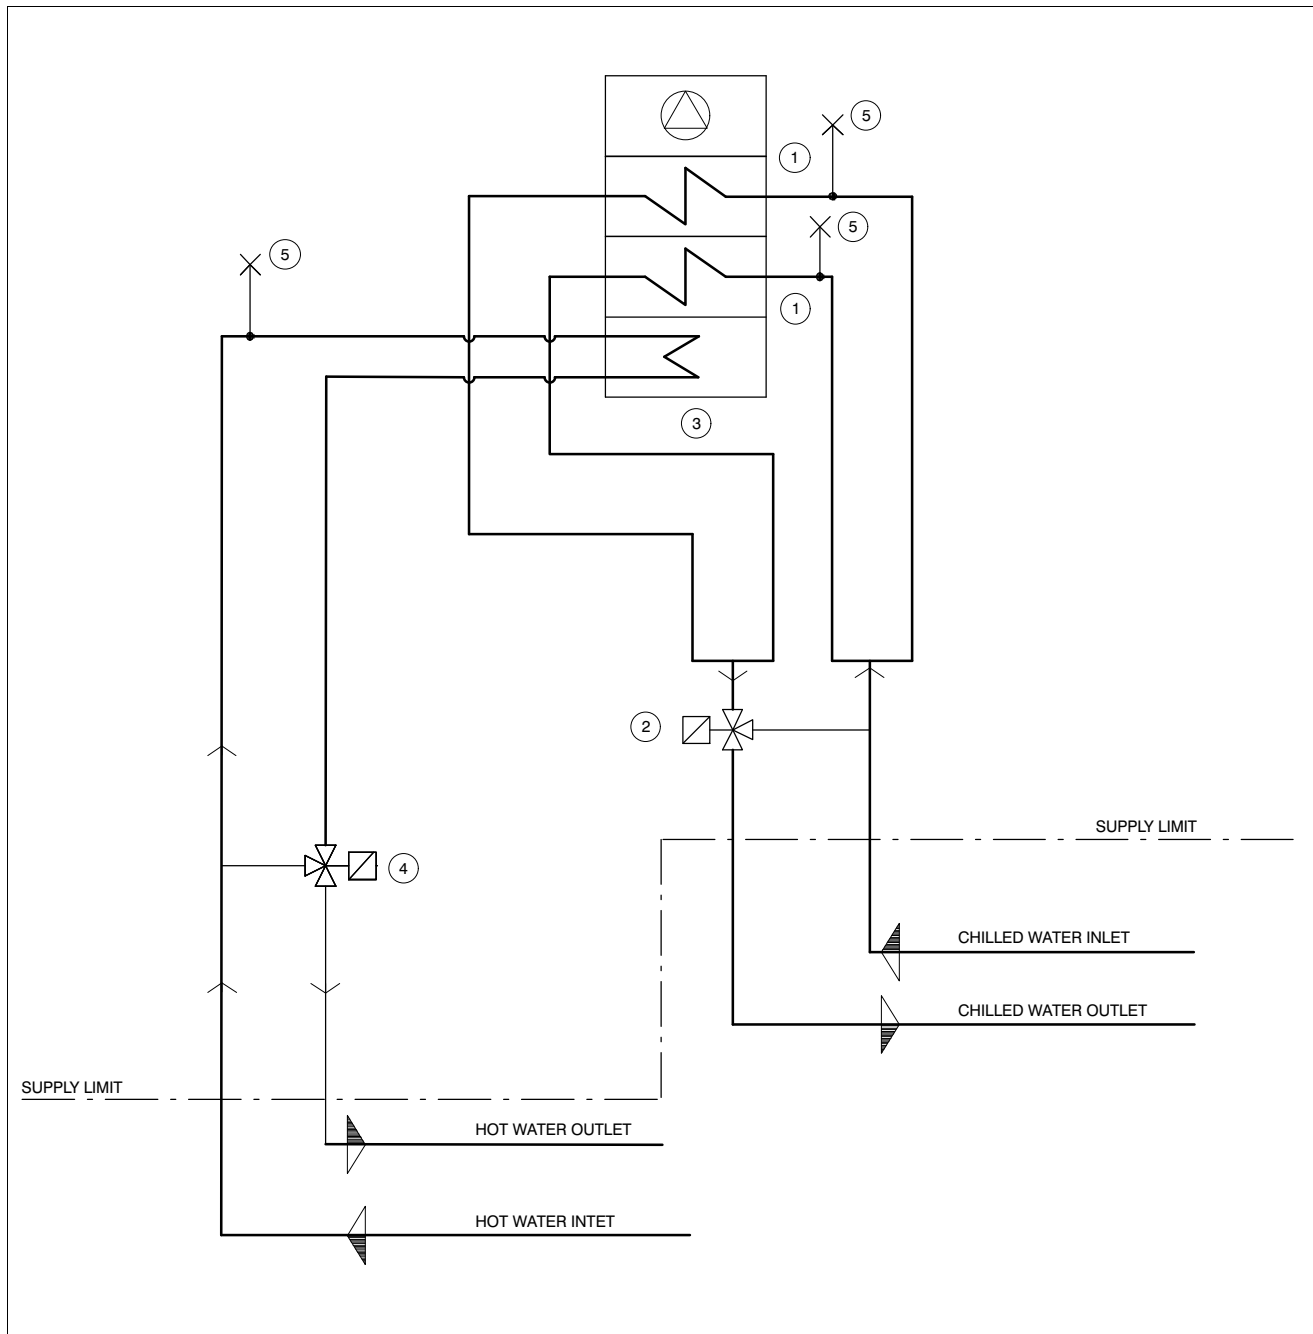 5
1
5
5
1
3
2
SUPPLY LIMIT
4
CHILLED WATER INLET
CHILLED WATER OUTLET
SUPPLY LIMIT
HOT WATER OUTLET
HOT WATER INTET